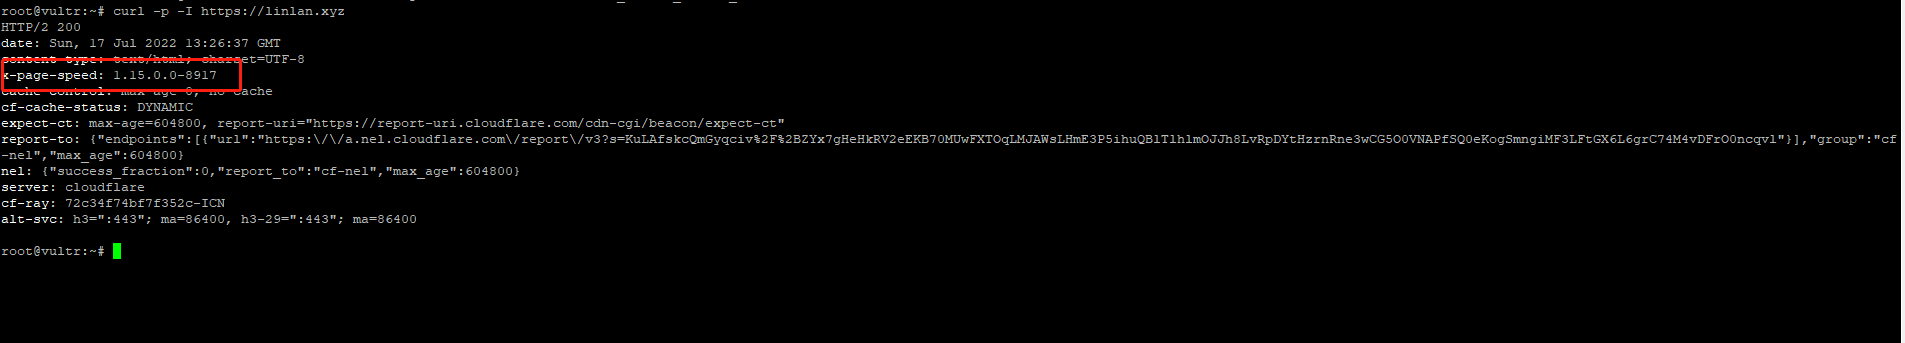 root@vultr:~# curl -p -I https://linlan.xyz
HTTP/2 200
date: Sun, 17 Jul 2022 13:26:37 GMT
content-type: text/html; charset=UTF-8
x-page-speed: 1.15.0.0-8917
cache-control: max-age=0, no-cache
cf-cache-status: DYNAMIC
expect-ct: max-age=604800, report-uri="https://report-uri.cloudflare.com/cdn-cgi/beacon/expect-ct"
report-to: {"endpoints":[{"url":"https:\/\/a.nel.cloudflare.com\/report\/v3?s=KuLAfskcQmGyqciv%2F%2BZYx7gHeHkRV2eEKB70MUwFXTOqLMJAWsLHmE3P5ihuQBlTlhlmOJJh8LvRpDYtHzrnRne3wCG5O0VNAPfSQ0eKogSmngiMF3LFtGX6L6grC74M4vDFrO0ncqvl"}],"group":"cf
-nel","max_age":604800}
nel: {"success_fraction":0,"report_to":"cf-nel","max_age":604800}
server: cloudflare
cf-ray: 72c34f74bf7f352c-ICN
alt-svc: h3=":443"; ma=86400, h3-29=":443"; ma=86400
root@vultr:~#